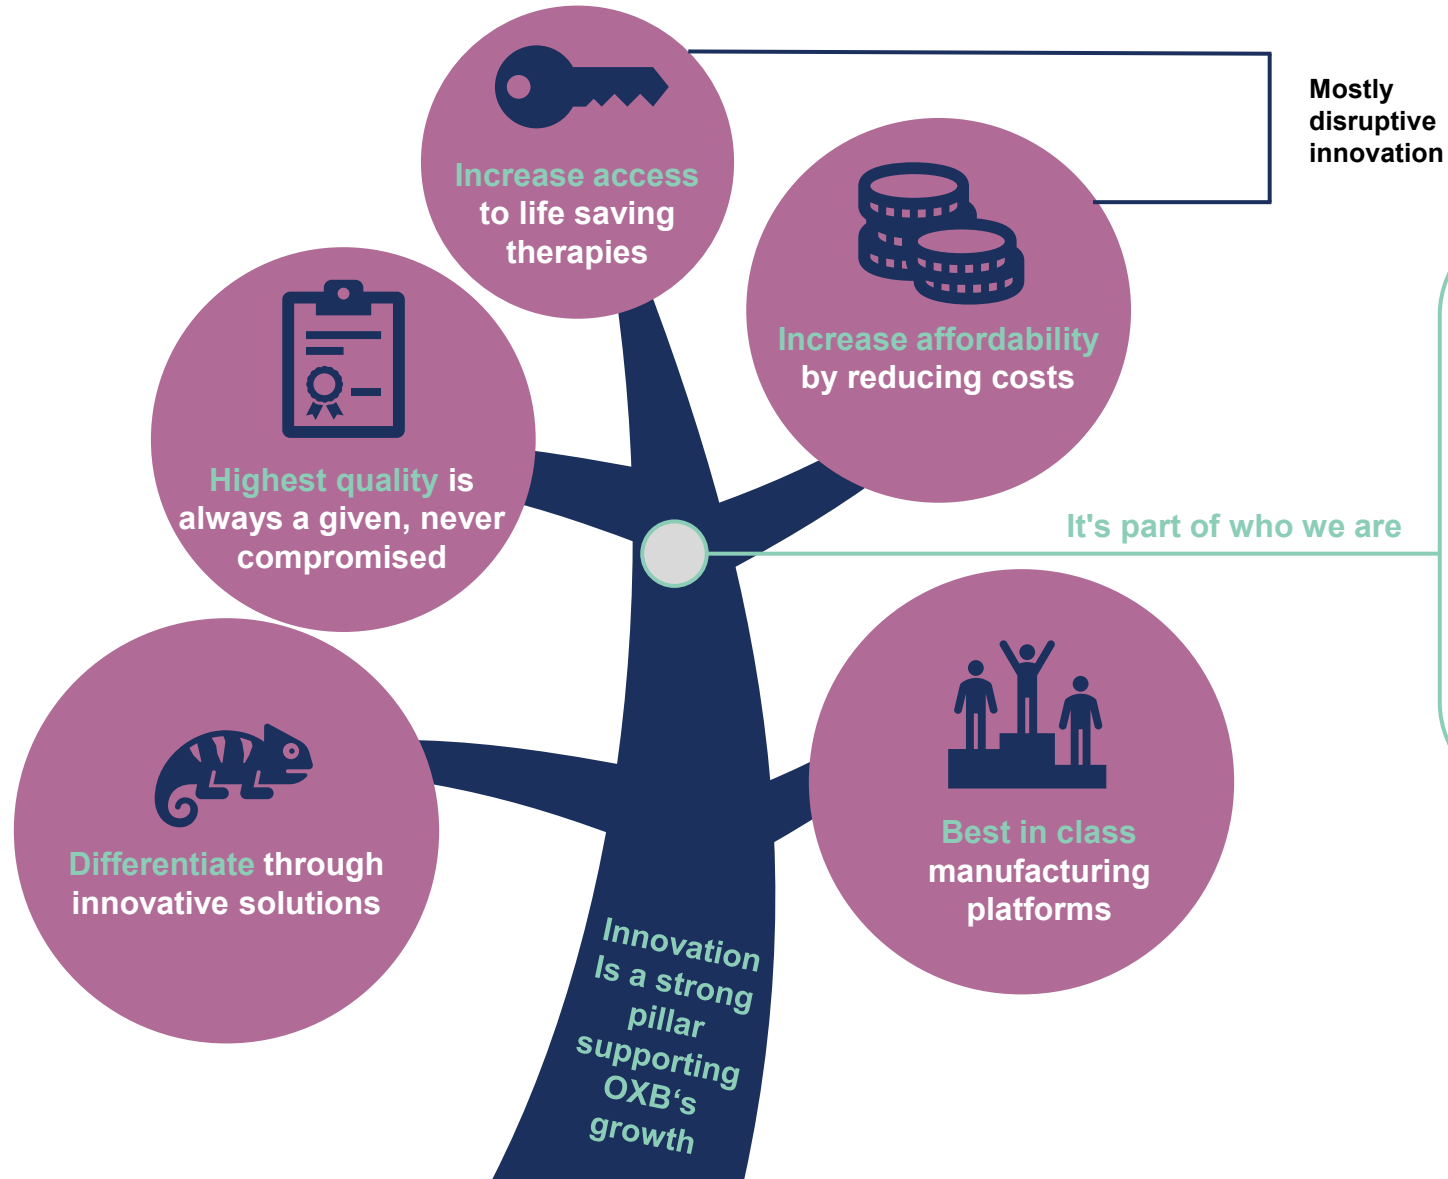 Increase access
to life saving
therapies
Mostly
disruptive
innovation
Increase affordability
by reducing costs
Highest quality is
always a given, never
compromised
It's part of who we are
Differentiate through
innovative solutions
Best in class
manufacturing
platforms
Innovation
Is a strong
pillar
supporting
OXB‘s
growth